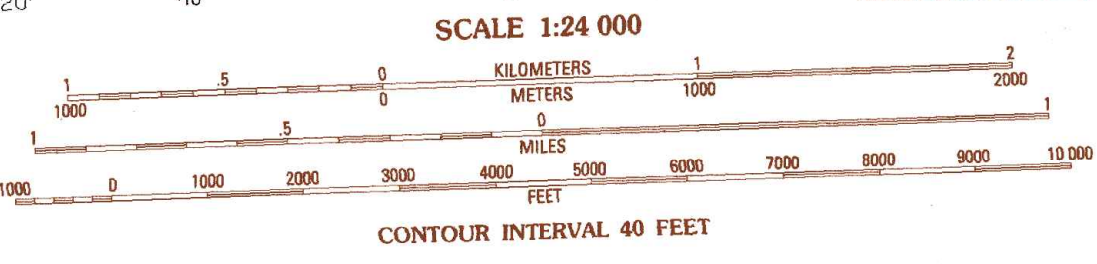 20'
SCALE 1:24 000
1 .5 0 KILOMETERS 1 2
1000 0 METERS 1000 2000
1 .5 0 1
MILES
1000 0 1000 2000 3000 4000 5000 6000 7000 8000 9000 10 000
FEET
CONTOUR INTERVAL 40 FEET